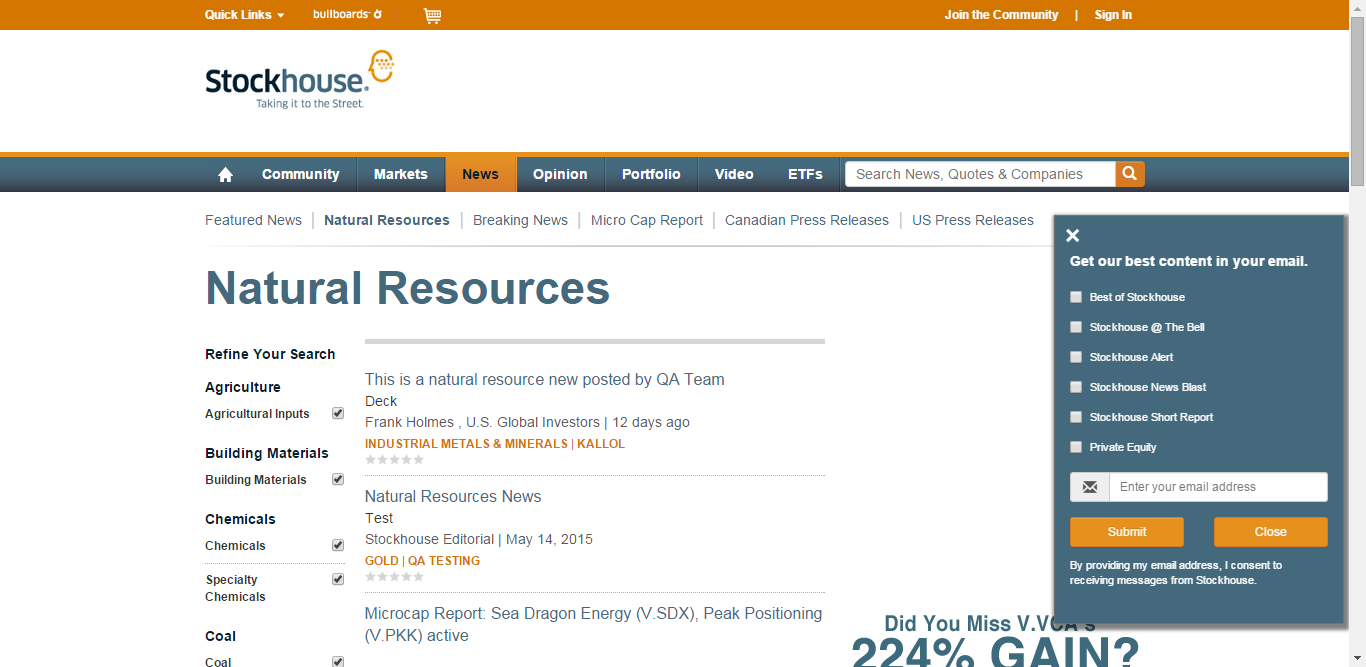 Quick Links bullboards Join the Community | Sign In
Stockhouse.
Taking it to the Street.
Community Markets News Opinion Portfolio Video ETFs Search News, Quotes & Companies
Featured News | Natural Resources | Breaking News | Micro Cap Report | Canadian Press Releases | US Press Releases
Natural Resources
Refine Your Search
Agriculture
Agricultural Inputs
Building Materials
Building Materials
Chemicals
Chemicals
Specialty
Chemicals
Coal
Coal
This is a natural resource new posted by QA Team
Deck
Frank Holmes , U.S. Global Investors | 12 days ago
INDUSTRIAL METALS & MINERALS | KALLOL
Natural Resources News
Test
Stockhouse Editorial | May 14, 2015
GOLD | QA TESTING
Microcap Report: Sea Dragon Energy (V.SDX), Peak Positioning
(V.PKK) active
Get our best content in your email.
Best of Stockhouse
Stockhouse @ The Bell
Stockhouse Alert
Stockhouse News Blast
Stockhouse Short Report
Private Equity
Enter your email address
Submit Close
By providing my email address, I consent to
receiving messages from Stockhouse.
Did You Miss V.VCA's
224% GAIN?